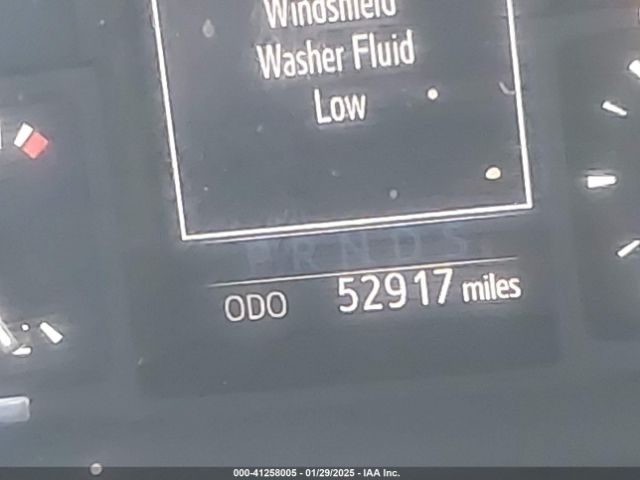 Windshield
Washer Fluid
Low
P R N D S
ODO 52917 miles
000-41258005 - 01/29/2025 - IAA Inc.